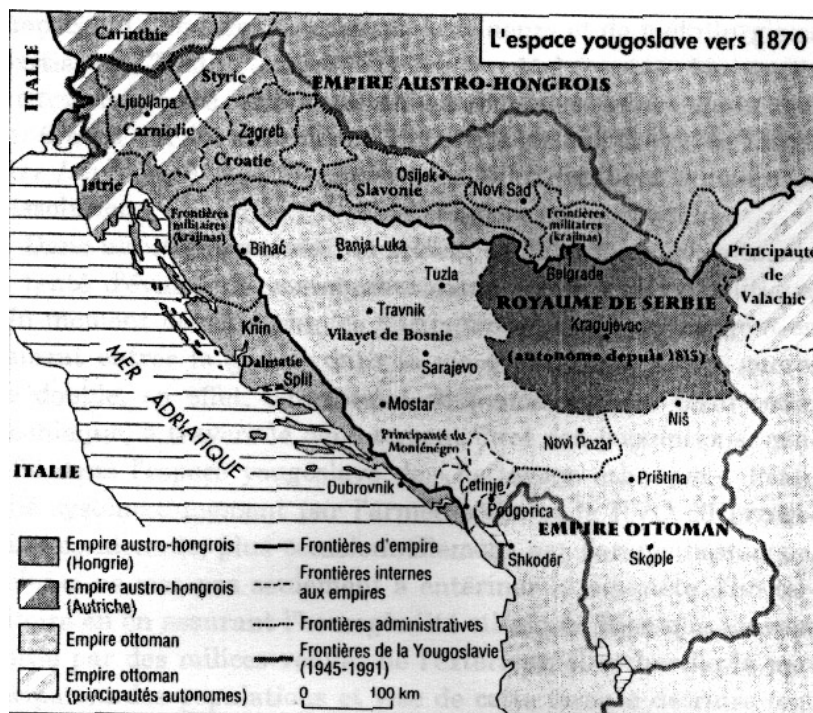 L'espace yougoslave vers 1870
Carinthie
ITALIE
Styrie
EMPIRE AUSTRO-HONGROIS
Ljubljana
Carniolie
Zagreb
Croatie
Istrie
Osijek
Slavonie
Novi Sad
Frontières
militaires
(krajinas)
Frontières
militaires
(krajinas)
Bihać
Banja Luka
Belgrade
Principauté
de
Valachie
Tuzla
ROYAUME DE SERBIE
Travnik
Kragujevac
Knin
Vilayet de Bosnie
(autonome depuis 1815)
Dalmatie
Sarajevo
Split
MER ADRIATIQUE
Mostar
Niš
Principauté du
Monténégro
Novi Pazar
ITALIE
Dubrovnik
Cetinje
Priština
Podgorica
EMPIRE OTTOMAN
Shkodër
Skopje
Empire austro-hongrois
(Hongrie)
Empire austro-hongrois
(Autriche)
Empire ottoman
Empire ottoman
(principautés autonomes)
Frontières d'empire
Frontières internes
aux empires
Frontières administratives
Frontières de la Yougoslavie
(1945-1991)
0 100 km